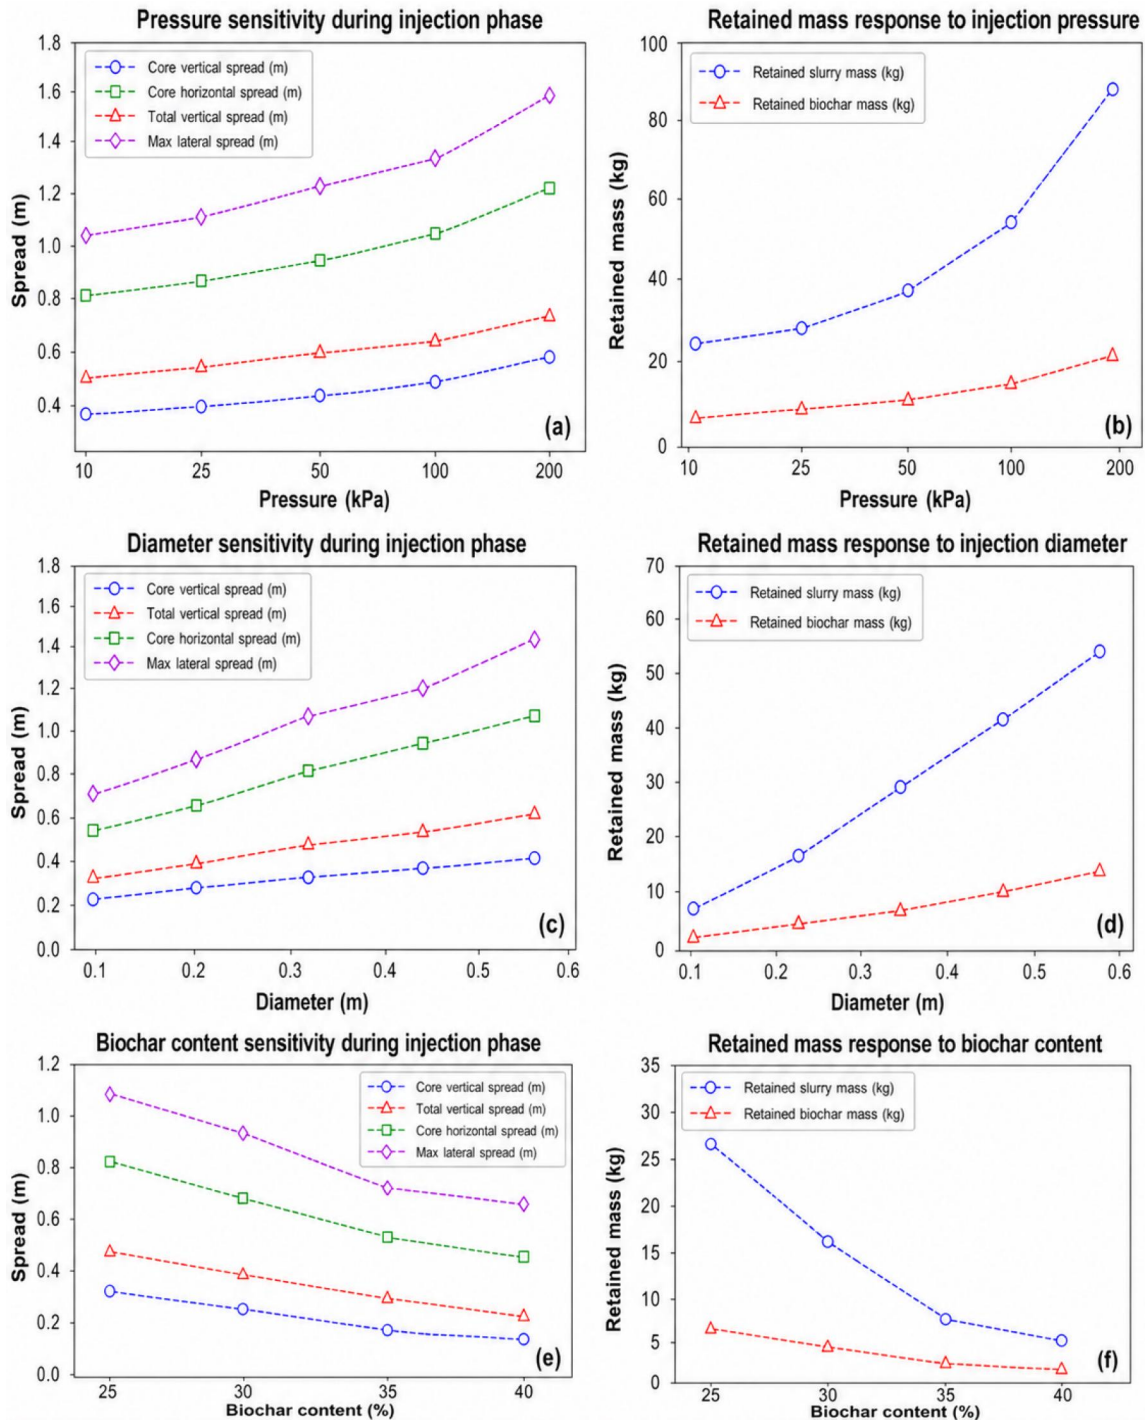 Pressure sensitivity during injection phase
1.8
1.6
1.4
1.2
1.0
0.8
0.6
0.4
Spread (m)
Core vertical spread (m)
Core horizontal spread (m)
Total vertical spread (m)
Max lateral spread (m)
(a)
10 25 50 100 200
Pressure (kPa)
Retained mass response to injection pressure
100
80
60
40
20
0
Retained mass (kg)
Retained slurry mass (kg)
Retained biochar mass (kg)
(b)
10 25 50 100 200
Pressure (kPa)
Diameter sensitivity during injection phase
1.8
1.6
1.4
1.2
1.0
0.8
0.6
0.4
0.2
0.0
Spread (m)
Core vertical spread (m)
Total vertical spread (m)
Core horizontal spread (m)
Max lateral spread (m)
(c)
0.1 0.2 0.3 0.4 0.5 0.6
Diameter (m)
Retained mass response to injection diameter
70
60
50
40
30
20
10
0
Retained mass (kg)
Retained slurry mass (kg)
Retained biochar mass (kg)
(d)
0.1 0.2 0.3 0.4 0.5 0.6
Diameter (m)
Biochar content sensitivity during injection phase
1.2
1.0
0.8
0.6
0.4
0.2
0.0
Spread (m)
Core vertical spread (m)
Total vertical spread (m)
Core horizontal spread (m)
Max lateral spread (m)
(e)
25 30 35 40
Biochar content (%)
Retained mass response to biochar content
35
30
25
20
15
10
5
0
Retained mass (kg)
Retained slurry mass (kg)
Retained biochar mass (kg)
(f)
25 30 35 40
Biochar content (%)